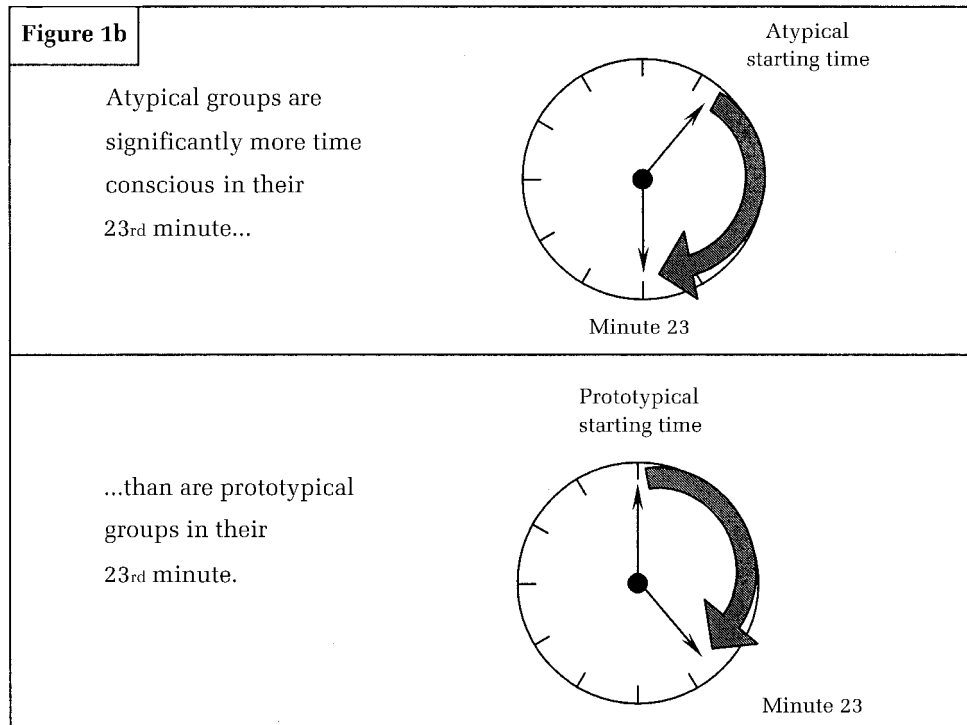 Figure 1b
Atypical
starting time
Atypical groups are
significantly more time
conscious in their
23rd minute...
Minute 23
Prototypical
starting time
...than are prototypical
groups in their
23rd minute.
Minute 23